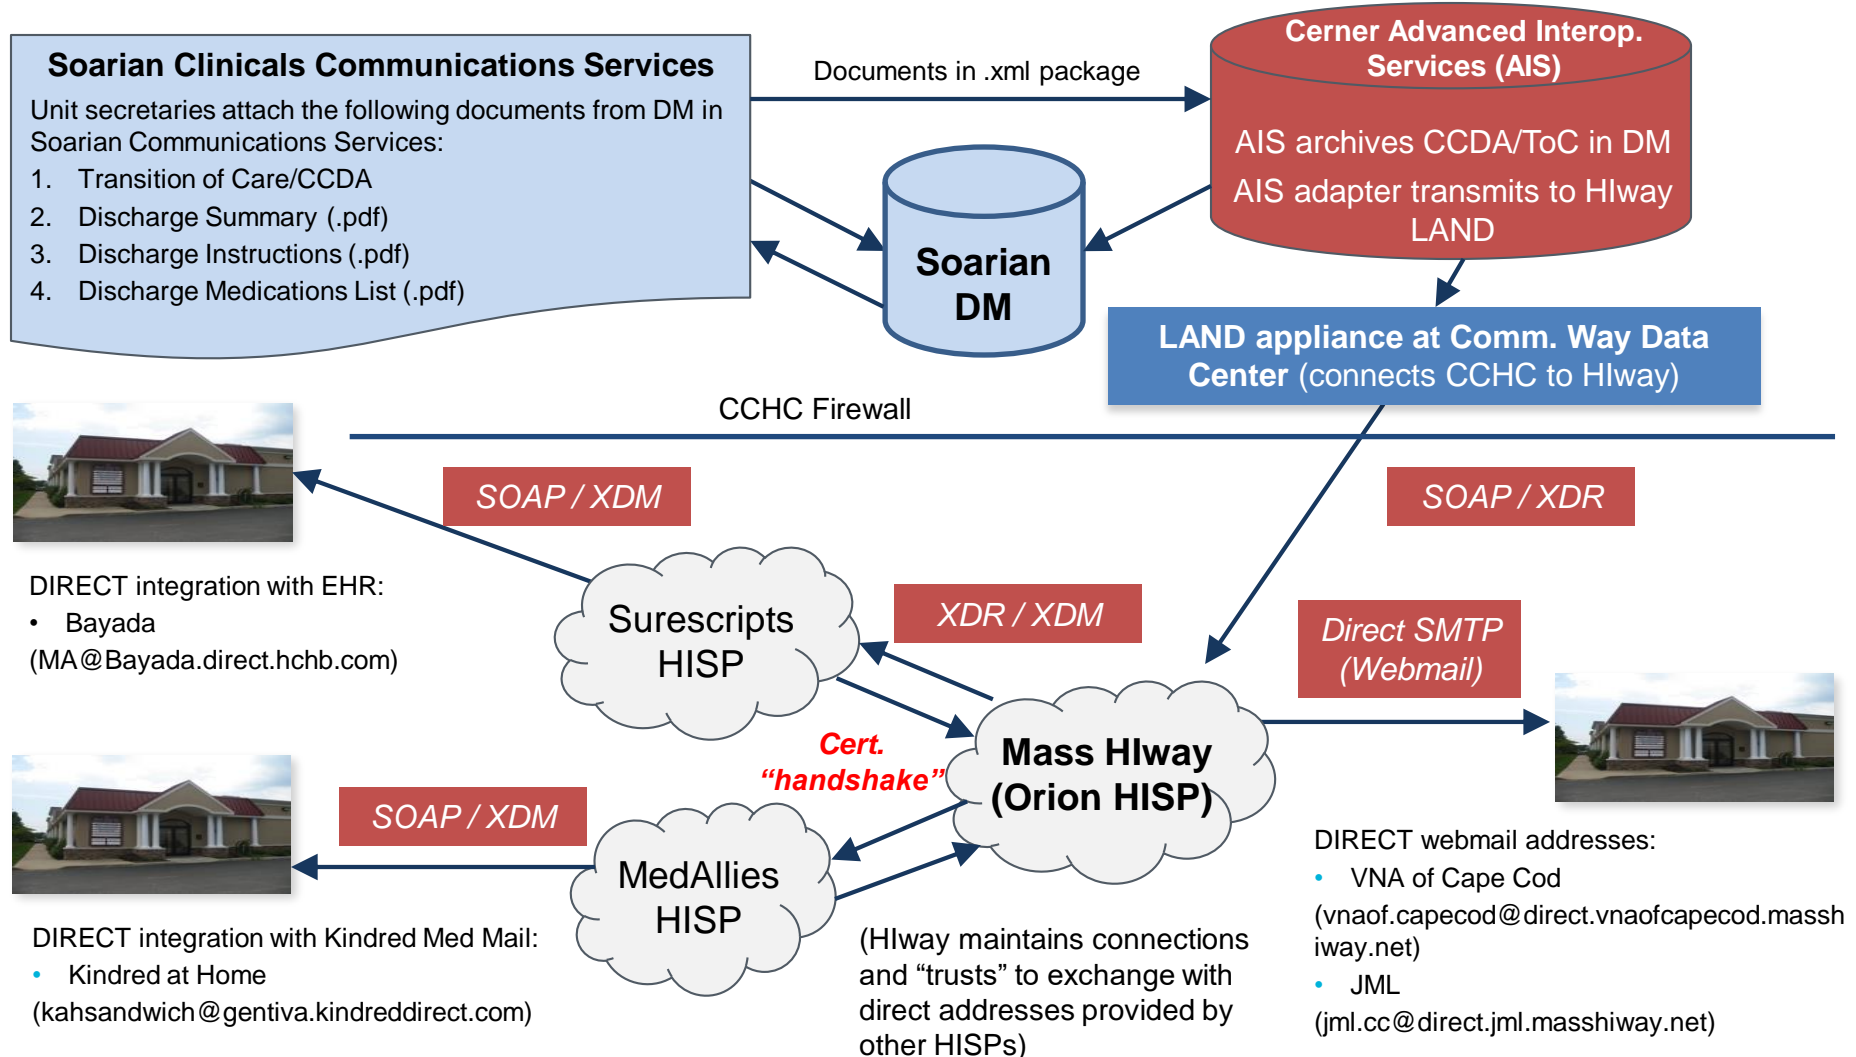 Soarian Clinicals Communications Services
Unit secretaries attach the following documents from DM in
Soarian Communications Services:
1. Transition of Care/CCDA
2. Discharge Summary (.pdf)
3. Discharge Instructions (.pdf)
4. Discharge Medications List (.pdf)
Documents in .xml package
Cerner Advanced Interop.
Services (AIS)
AIS archives CCDA/ToC in DM
AIS adapter transmits to HIway
LAND
Soarian
DM
LAND appliance at Comm. Way Data
Center (connects CCHC to HIway)
CCHC Firewall
SOAP / XDM
SOAP / XDR
DIRECT integration with EHR:
• Bayada
(MA@Bayada.direct.hchb.com)
Surescripts
HISP
XDR / XDM
Direct SMTP
(Webmail)
Cert.
“handshake”
Mass HIway
(Orion HISP)
SOAP / XDM
MedAllies
HISP
DIRECT integration with Kindred Med Mail:
• Kindred at Home
(kahsandwich@gentiva.kindreddirect.com)
(HIway maintains connections
and “trusts” to exchange with
direct addresses provided by
other HISPs)
DIRECT webmail addresses:
• VNA of Cape Cod
(vnaof.capecod@direct.vnaofcapecod.massh
iway.net)
• JML
(jml.cc@direct.jml.masshiway.net)